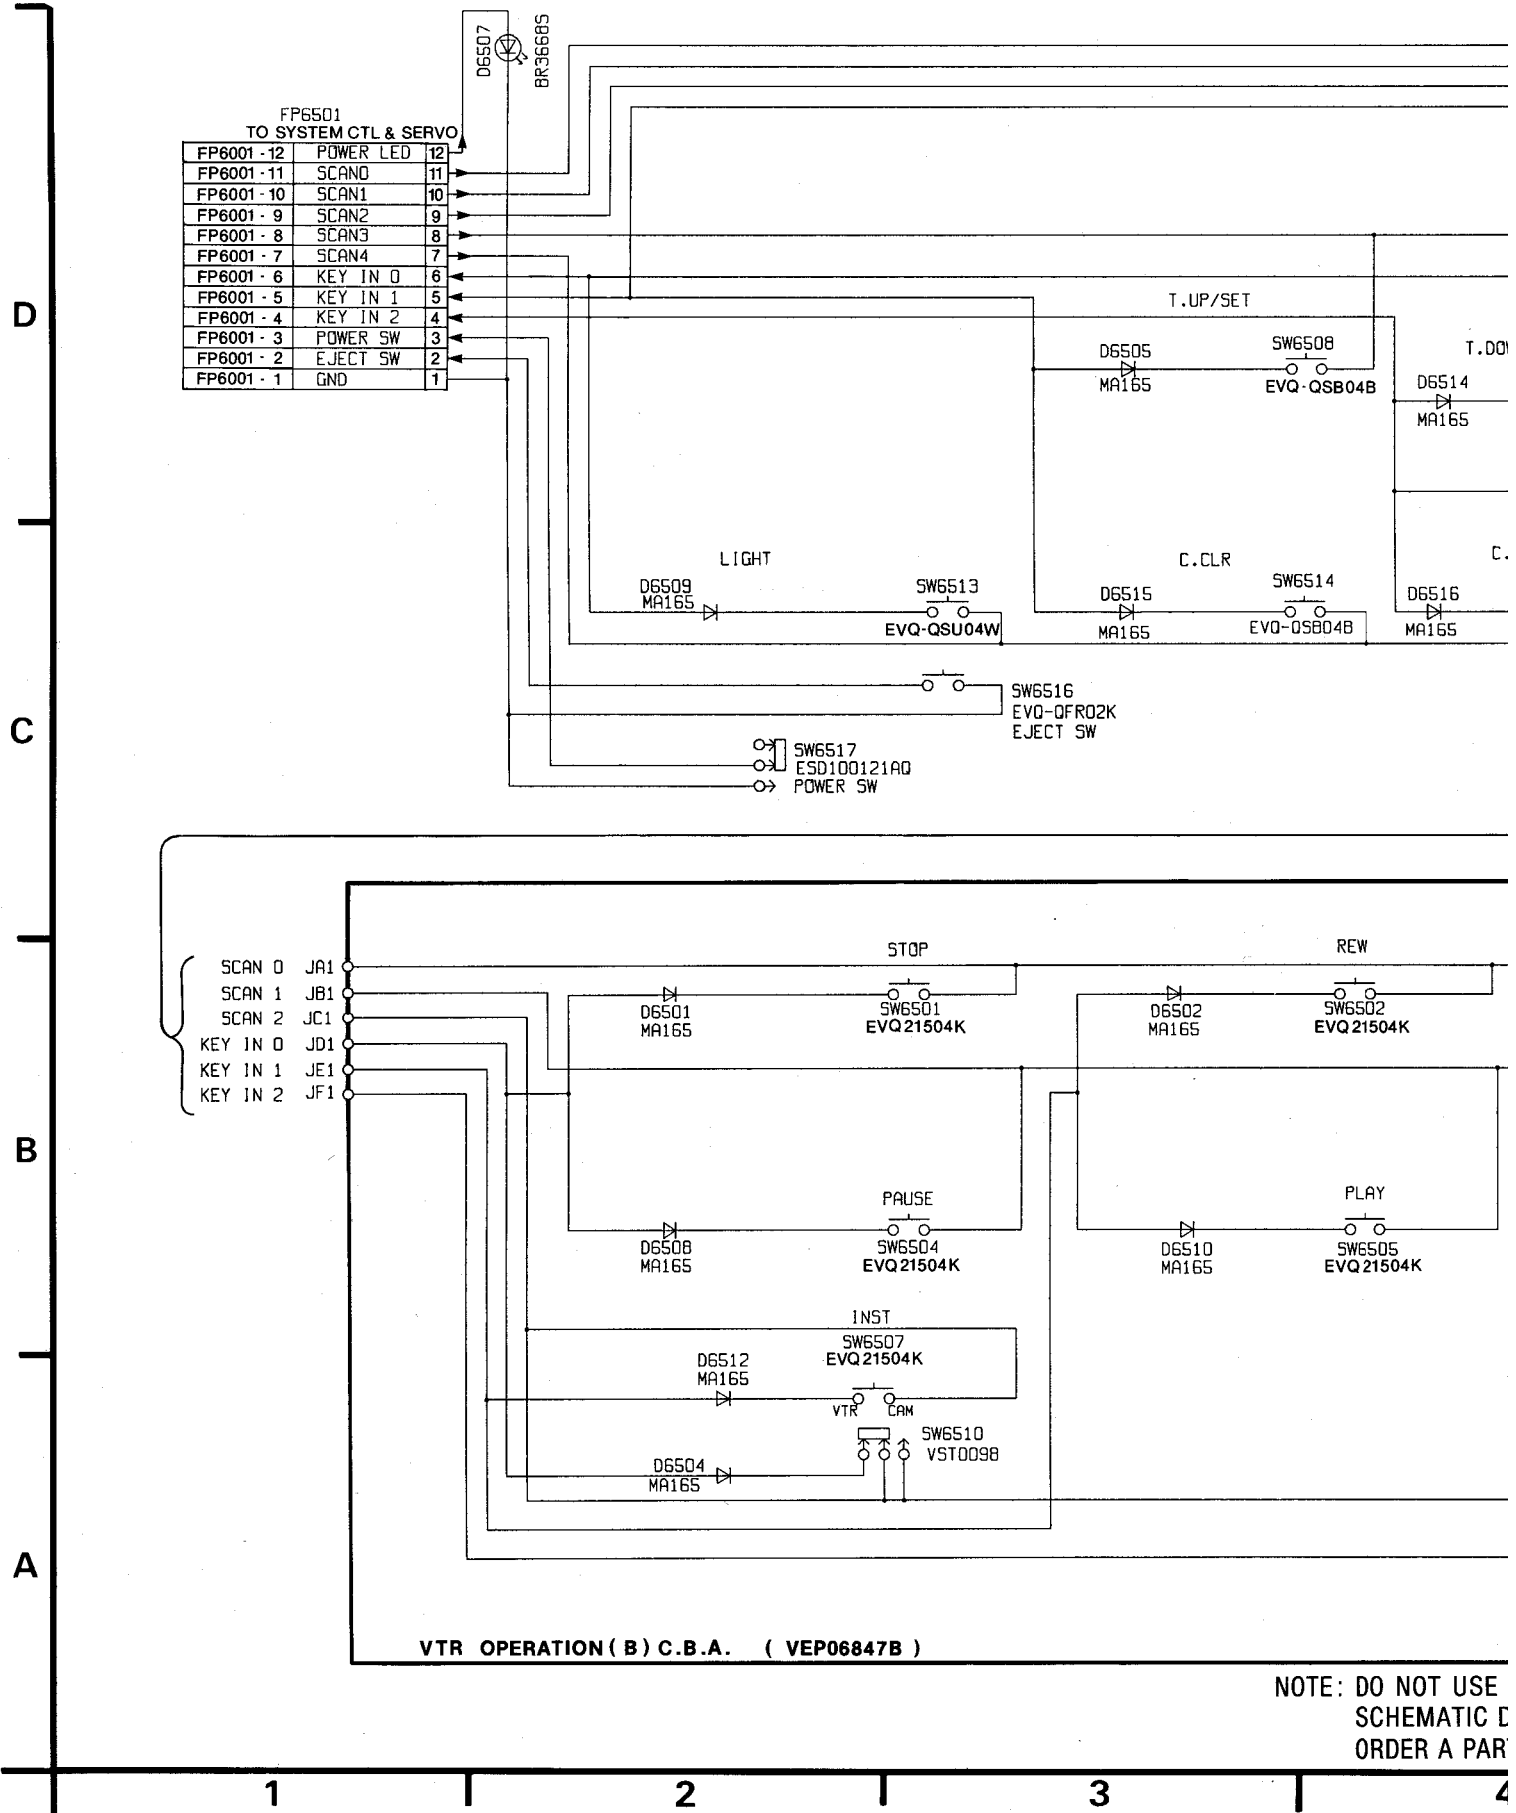 D6507
BR3668S
FP6501
TO SYSTEM CTL & SERVO
FP6001 - 12 POWER LED 12
FP6001 - 11 SCAN0 11
FP6001 - 10 SCAN1 10
FP6001 - 9 SCAN2 9
FP6001 - 8 SCAN3 8
FP6001 - 7 SCAN4 7
FP6001 - 6 KEY IN 0 6
FP6001 - 5 KEY IN 1 5
FP6001 - 4 KEY IN 2 4
FP6001 - 3 POWER SW 3
FP6001 - 2 EJECT SW 2
FP6001 - 1 GND 1
D
T.UP/SET
D6505
MA165
SW6508
EVQ-QSB04B
D6514
MA165
LIGHT
D6509
MA165
SW6513
EVQ-QSU04W
C.CLR
D6515
MA165
SW6514
EVQ-QSB04B
C.
D6516
MA165
C
SW6516
EVQ-QFR02K
EJECT SW
SW6517
ESD100121AQ
POWER SW
SCAN 0 JA1
SCAN 1 JB1
SCAN 2 JC1
KEY IN 0 JD1
KEY IN 1 JE1
KEY IN 2 JF1
STOP
D6501
MA165
SW6501
EVQ21504K
REW
D6502
MA165
SW6502
EVQ21504K
B
PAUSE
D6508
MA165
SW6504
EVQ21504K
PLAY
D6510
MA165
SW6505
EVQ21504K
INST
SW6507
EVQ21504K
D6512
MA165
VTR CAM
SW6510
VST0098
D6504
MA165
A
VTR OPERATION ( B ) C.B.A. ( VEP06847B )
NOTE: DO NOT USE
SCHEMATIC
ORDER A PAR
1 2 3 4